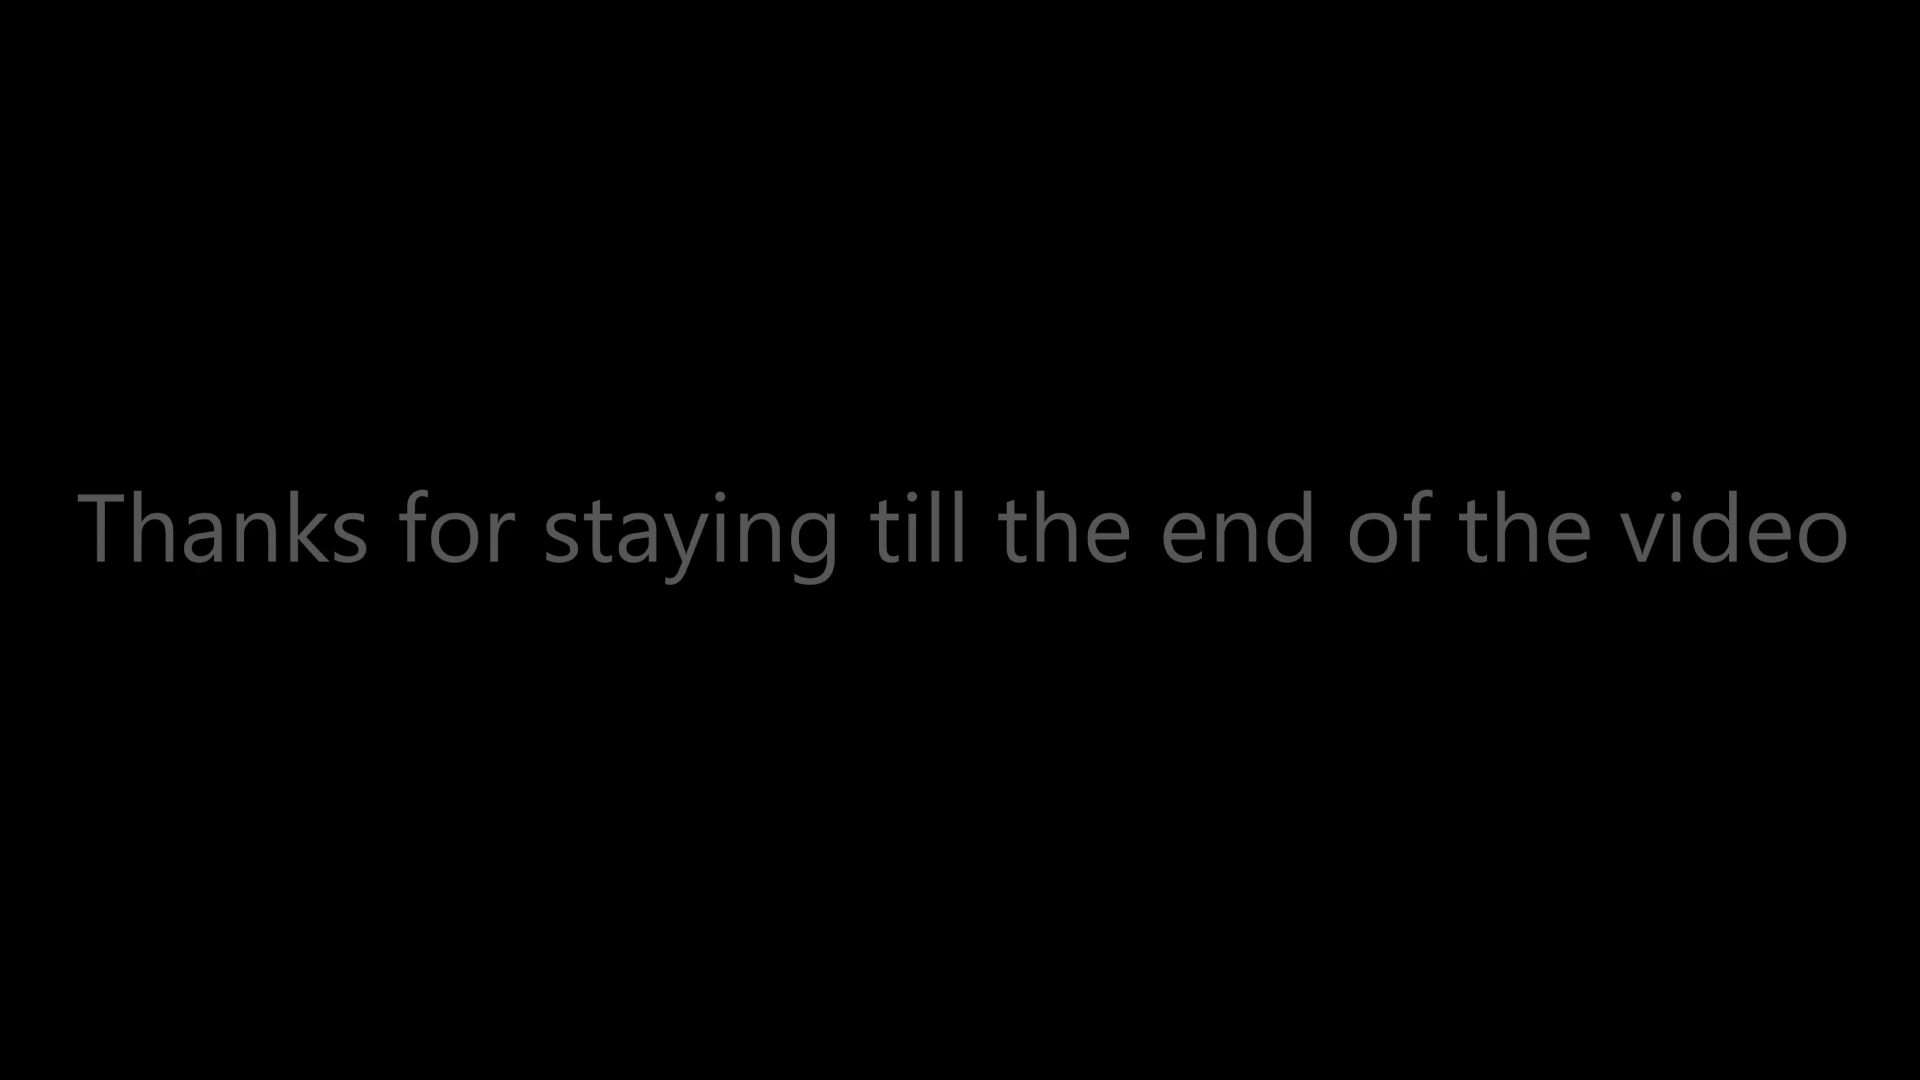 Thanks for staying till the end of the video